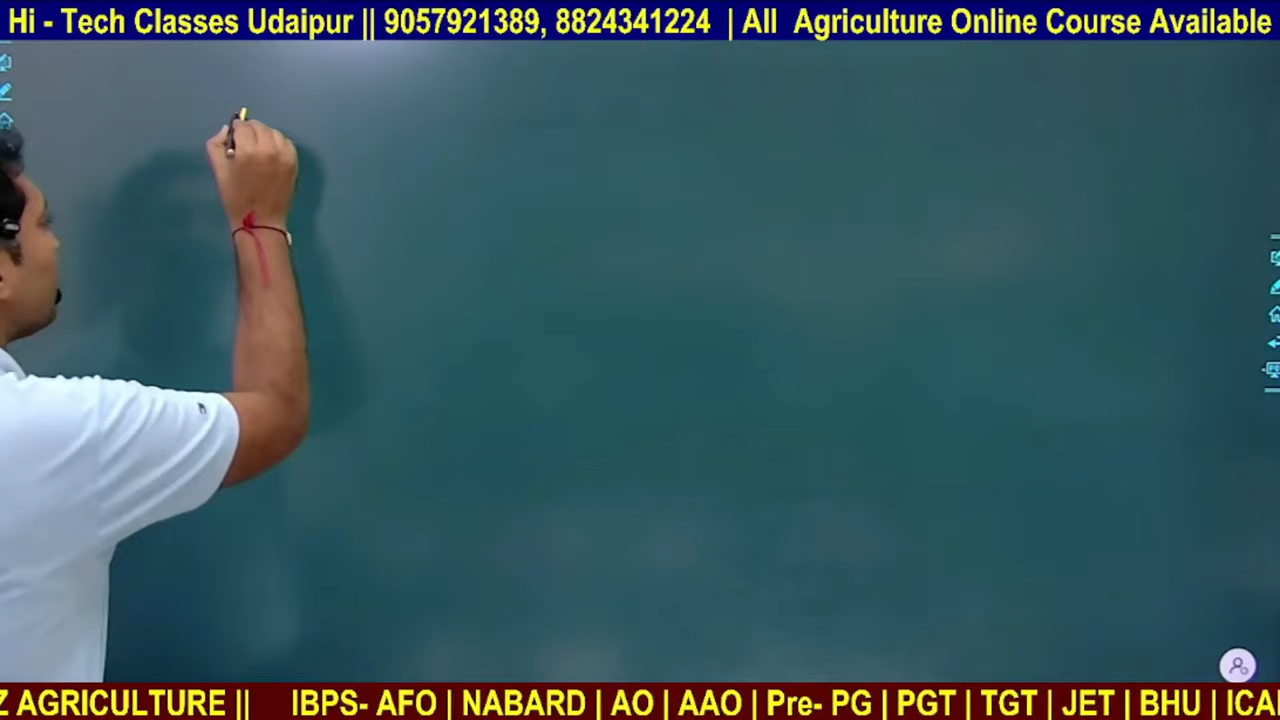 Hi - Tech Classes Udaipur || 9057921389, 8824341224 | All Agriculture Online Course Available
Z AGRICULTURE || IBPS- AFO | NABARD | AO | AAO | Pre- PG | PGT | TGT | JET | BHU | ICA